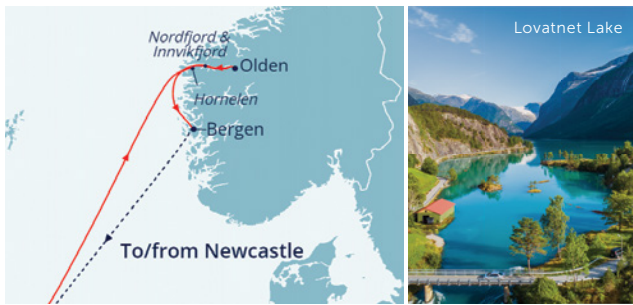 Nordfjord &
Innvikfjord
Olden
Hornelen
Bergen
To/from Newcastle
Lovatnet Lake